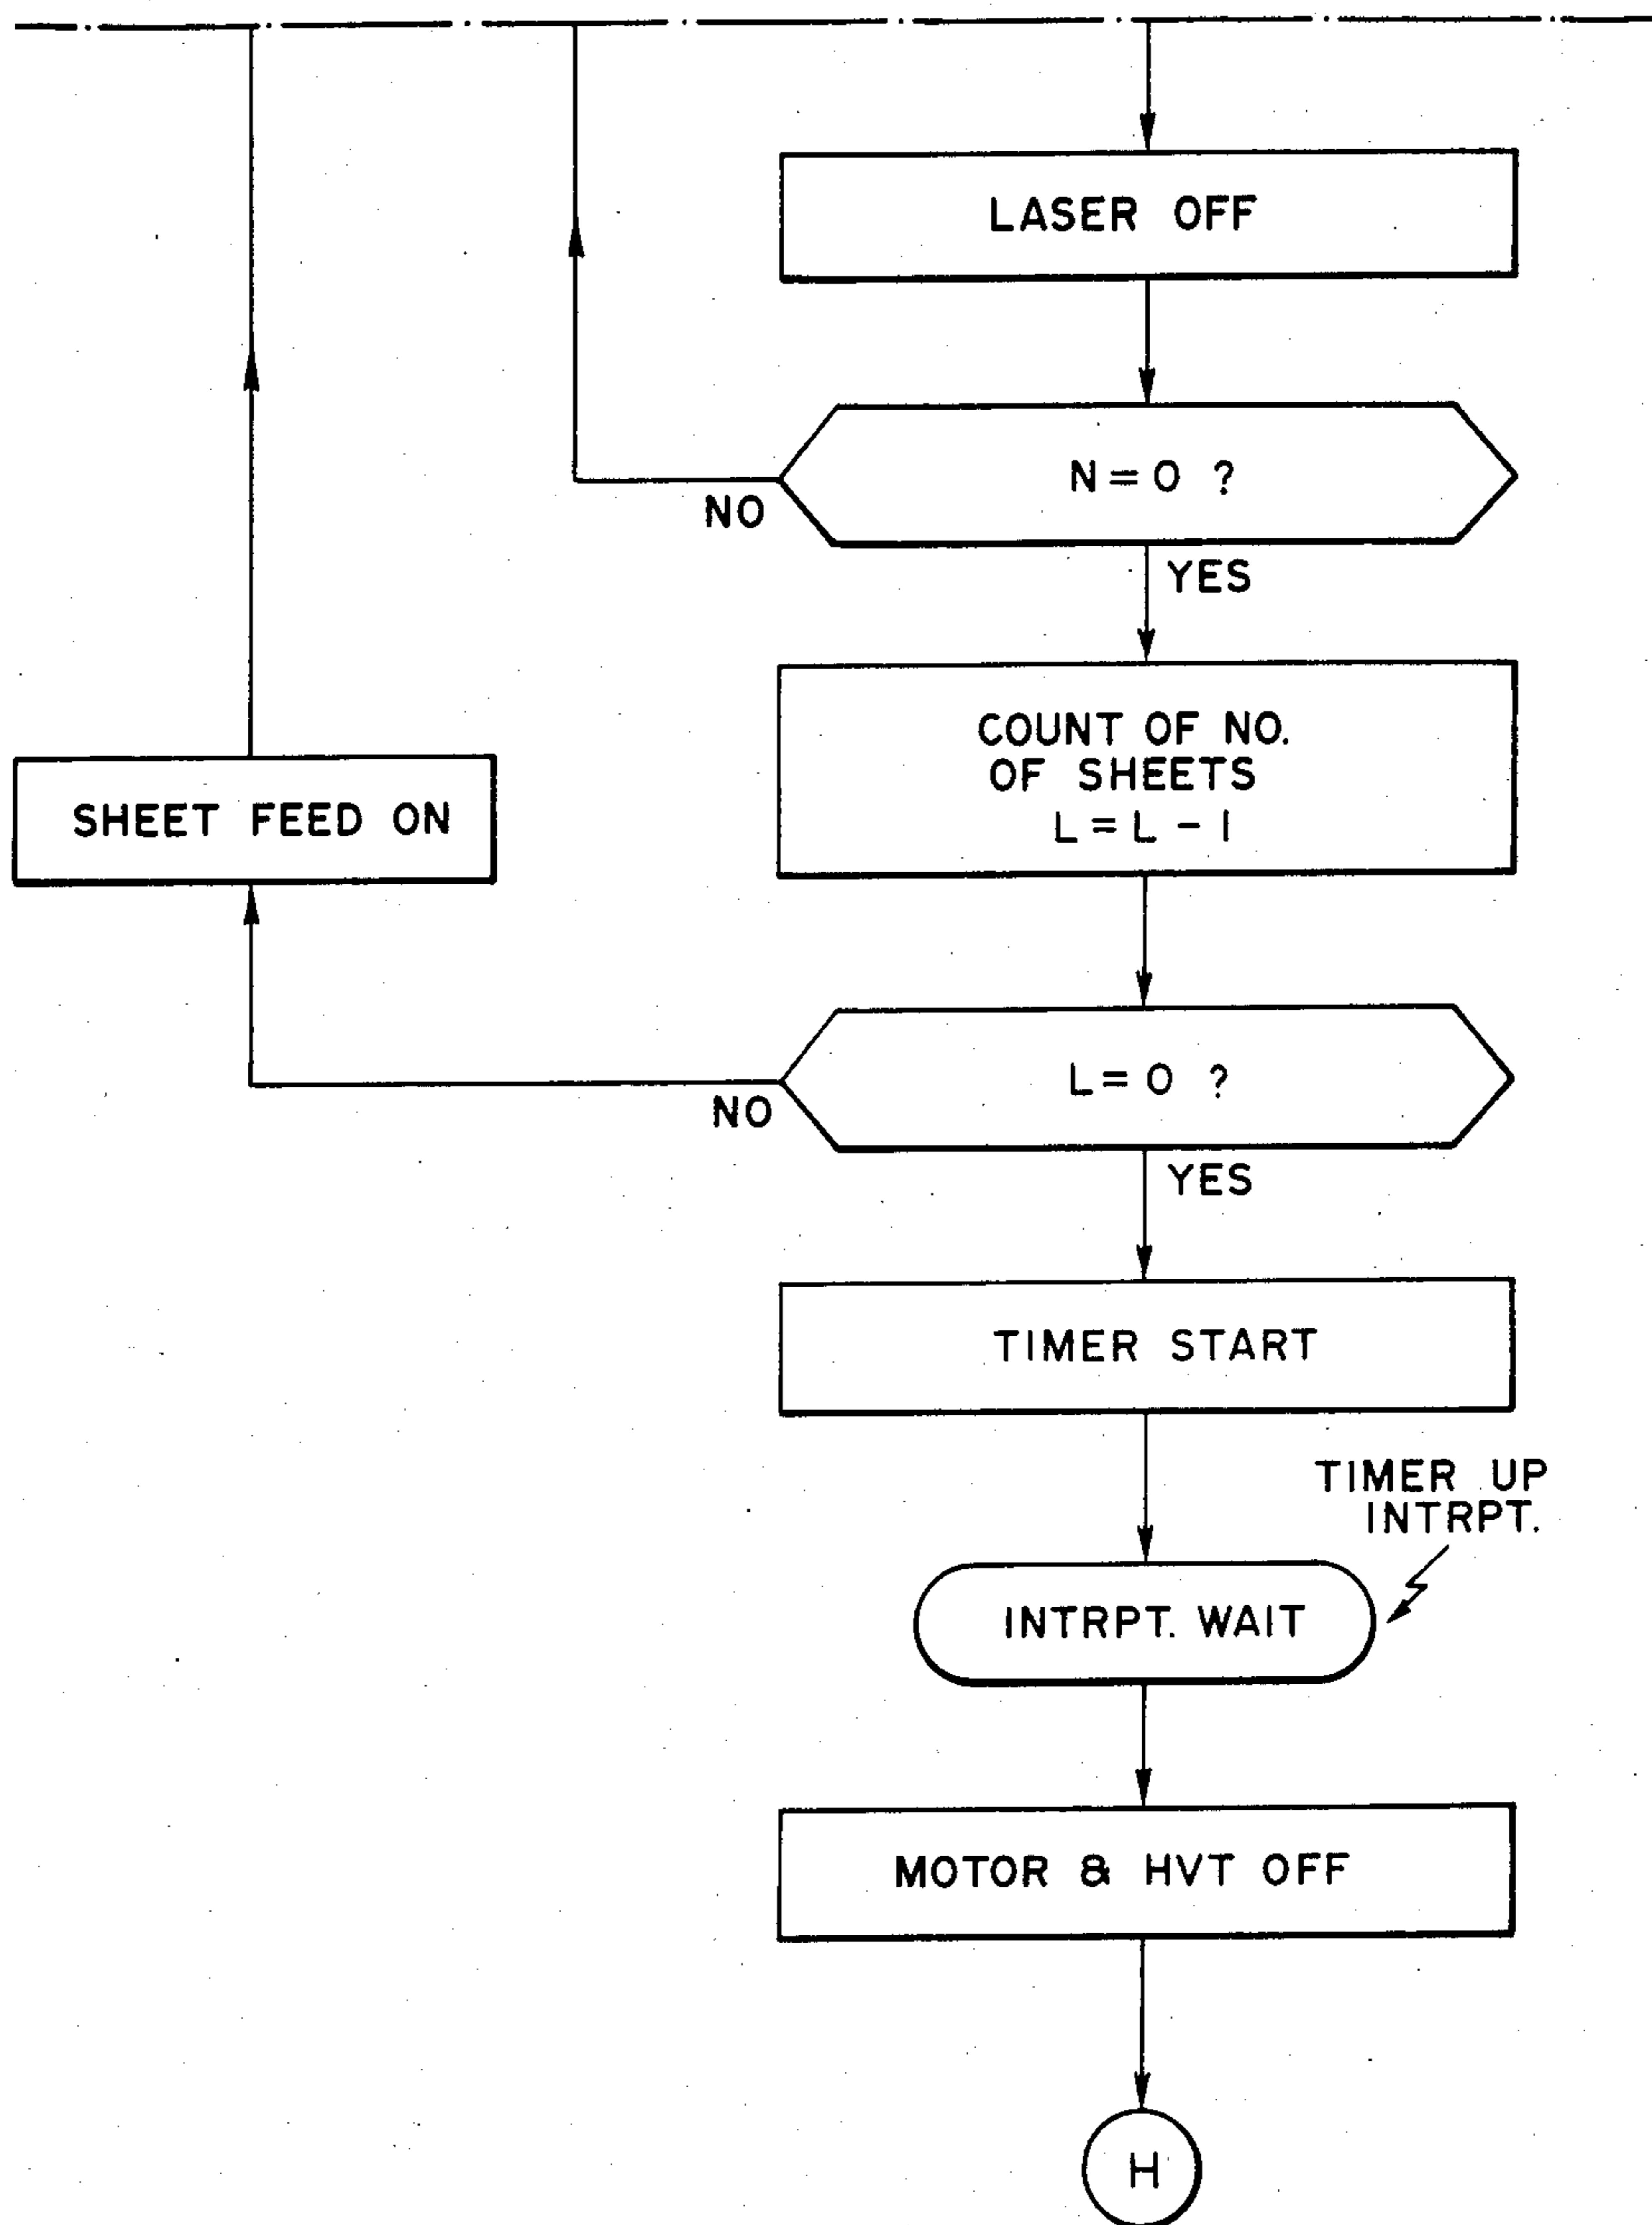 LASER OFF
N = 0 ?
NO
YES
COUNT OF NO.
OF SHEETS
L = L - 1
SHEET FEED ON
L = 0 ?
NO
YES
TIMER START
TIMER UP
INTRPT.
INTRPT. WAIT
MOTOR & HVT OFF
H